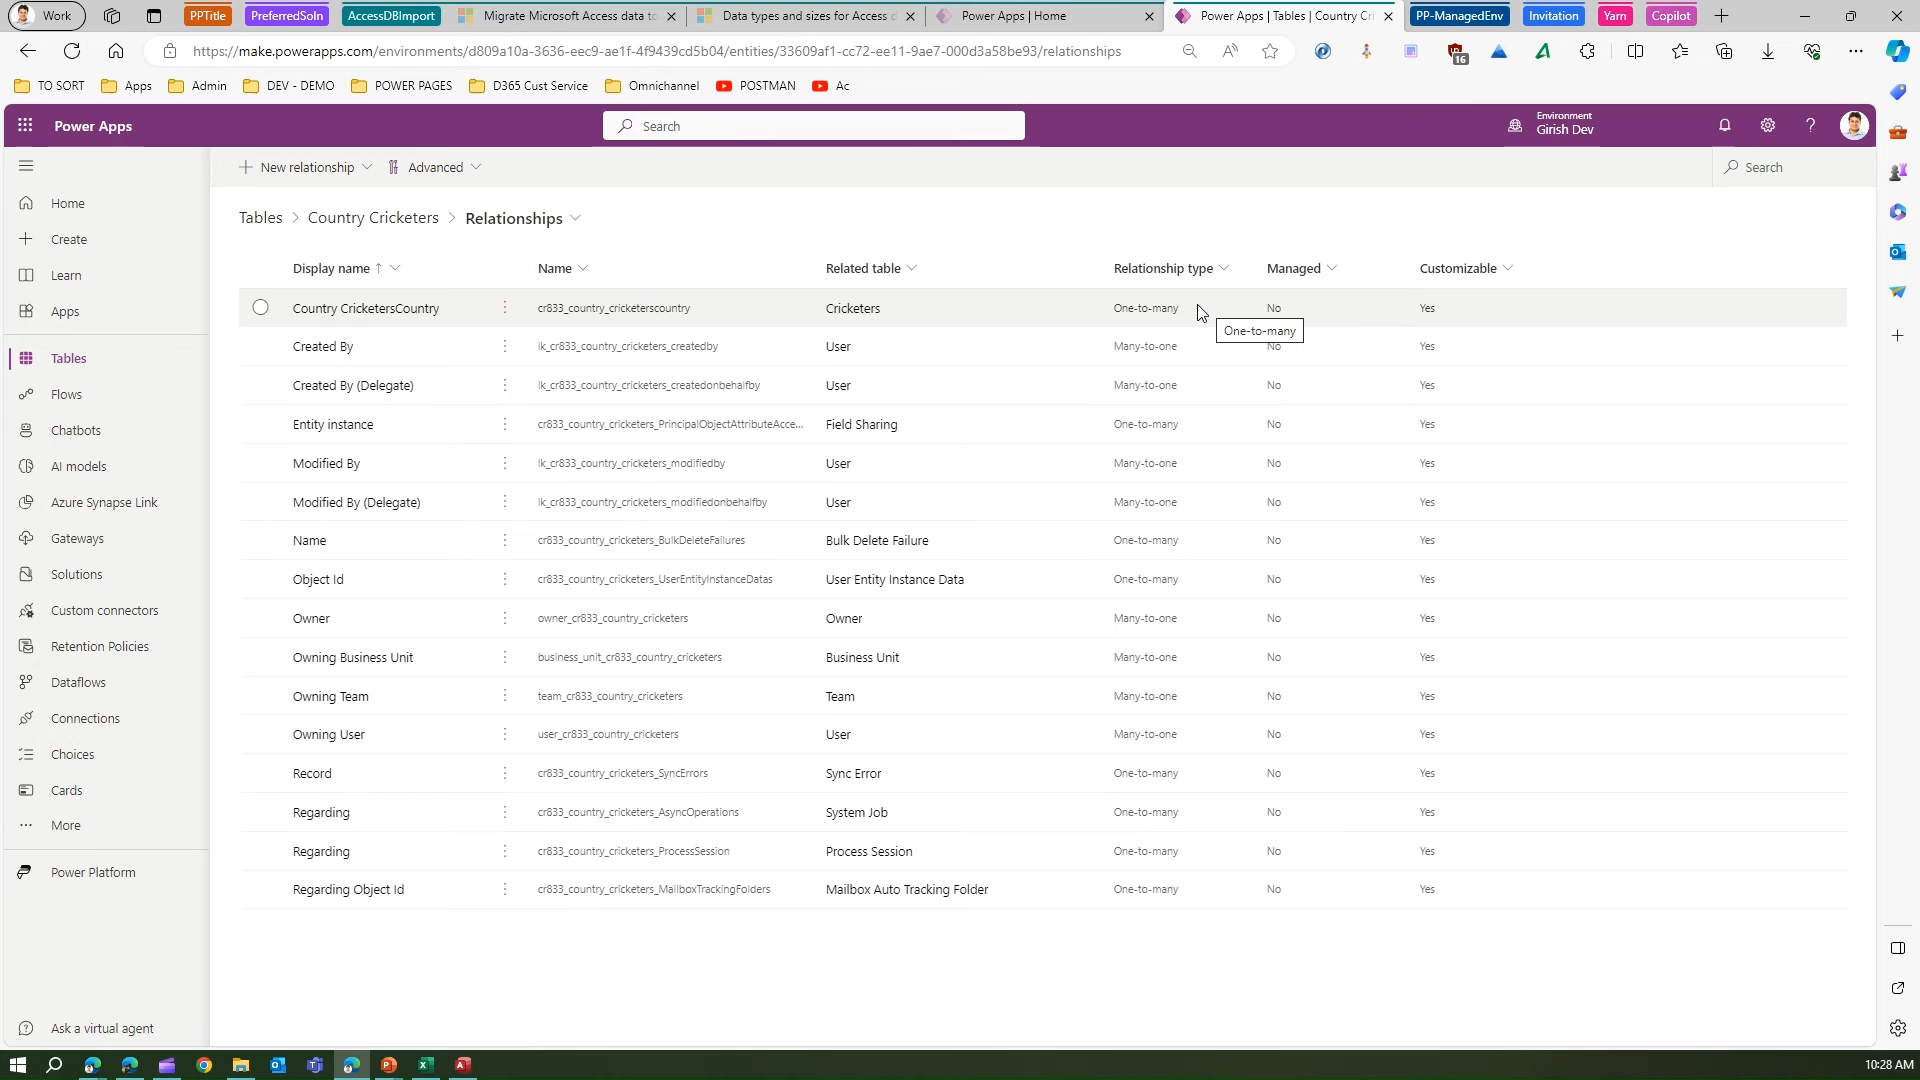 Work
PPTitle
PreferredSoln
AccessDBImport
Migrate Microsoft Access data to
Data types and sizes for Access d
Power Apps | Home
Power Apps | Tables | Country Cri
PP-ManagedEnv
Invitation
Yarn
Copilot
https://make.powerapps.com/environments/d809a10a-3636-eec9-ae1f-4f9439cd5b04/entities/33609af1-cc72-ee11-9ae7-000d3a58be93/relationships
16
TO SORT
Apps
Admin
DEV - DEMO
POWER PAGES
D365 Cust Service
Omnichannel
POSTMAN
Ac
Power Apps
Search
Environment
Girish Dev
New relationship
Advanced
Search
Home
Create
Learn
Apps
Tables
Flows
Chatbots
AI models
Azure Synapse Link
Gateways
Solutions
Custom connectors
Retention Policies
Dataflows
Connections
Choices
Cards
More
Power Platform
Ask a virtual agent
Tables > Country Cricketers > Relationships
Display name ↑ Name Related table Relationship type Managed Customizable
Country CricketersCountry cr833_country_cricketerscountry Cricketers One-to-many No Yes
One-to-many
Created By lk_cr833_country_cricketers_createdby User Many-to-one No Yes
Created By (Delegate) lk_cr833_country_cricketers_createdonbehalfby User Many-to-one No Yes
Entity instance cr833_country_cricketers_PrincipalObjectAttributeAcce... Field Sharing One-to-many No Yes
Modified By lk_cr833_country_cricketers_modifiedby User Many-to-one No Yes
Modified By (Delegate) lk_cr833_country_cricketers_modifiedonbehalfby User Many-to-one No Yes
Name cr833_country_cricketers_BulkDeleteFailures Bulk Delete Failure One-to-many No Yes
Object Id cr833_country_cricketers_UserEntityInstanceDatas User Entity Instance Data One-to-many No Yes
Owner owner_cr833_country_cricketers Owner Many-to-one No Yes
Owning Business Unit business_unit_cr833_country_cricketers Business Unit Many-to-one No Yes
Owning Team team_cr833_country_cricketers Team Many-to-one No Yes
Owning User user_cr833_country_cricketers User Many-to-one No Yes
Record cr833_country_cricketers_SyncErrors Sync Error One-to-many No Yes
Regarding cr833_country_cricketers_AsyncOperations System Job One-to-many No Yes
Regarding cr833_country_cricketers_ProcessSession Process Session One-to-many No Yes
Regarding Object Id cr833_country_cricketers_MailboxTrackingFolders Mailbox Auto Tracking Folder One-to-many No Yes
10:28 AM